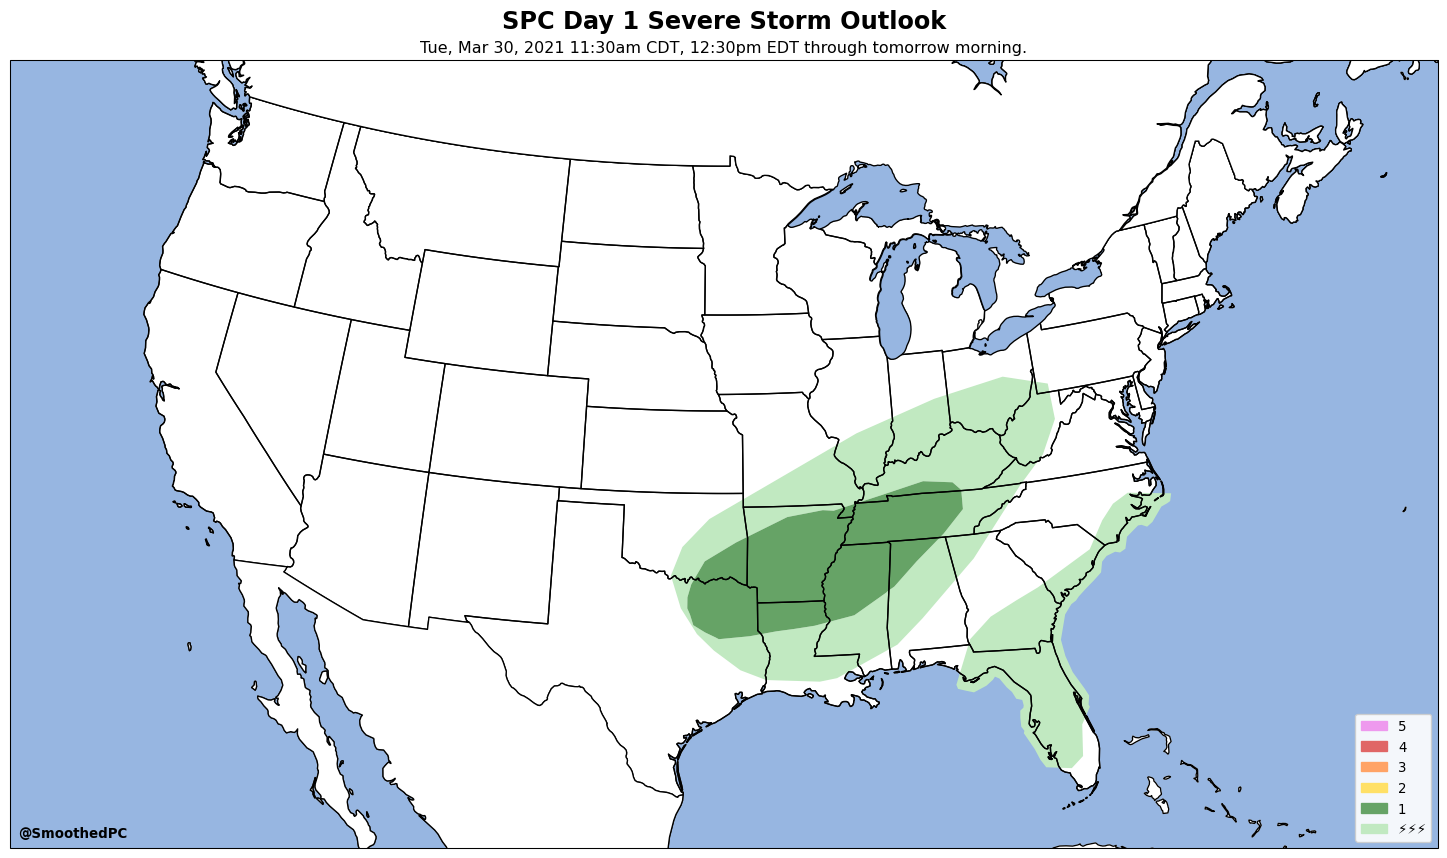 SPC Day 1 Severe Storm Outlook
Tue, Mar 30, 2021 11:30am CDT, 12:30pm EDT through tomorrow morning.
5
4
3
2
1
⚡⚡⚡
@SmoothedPC